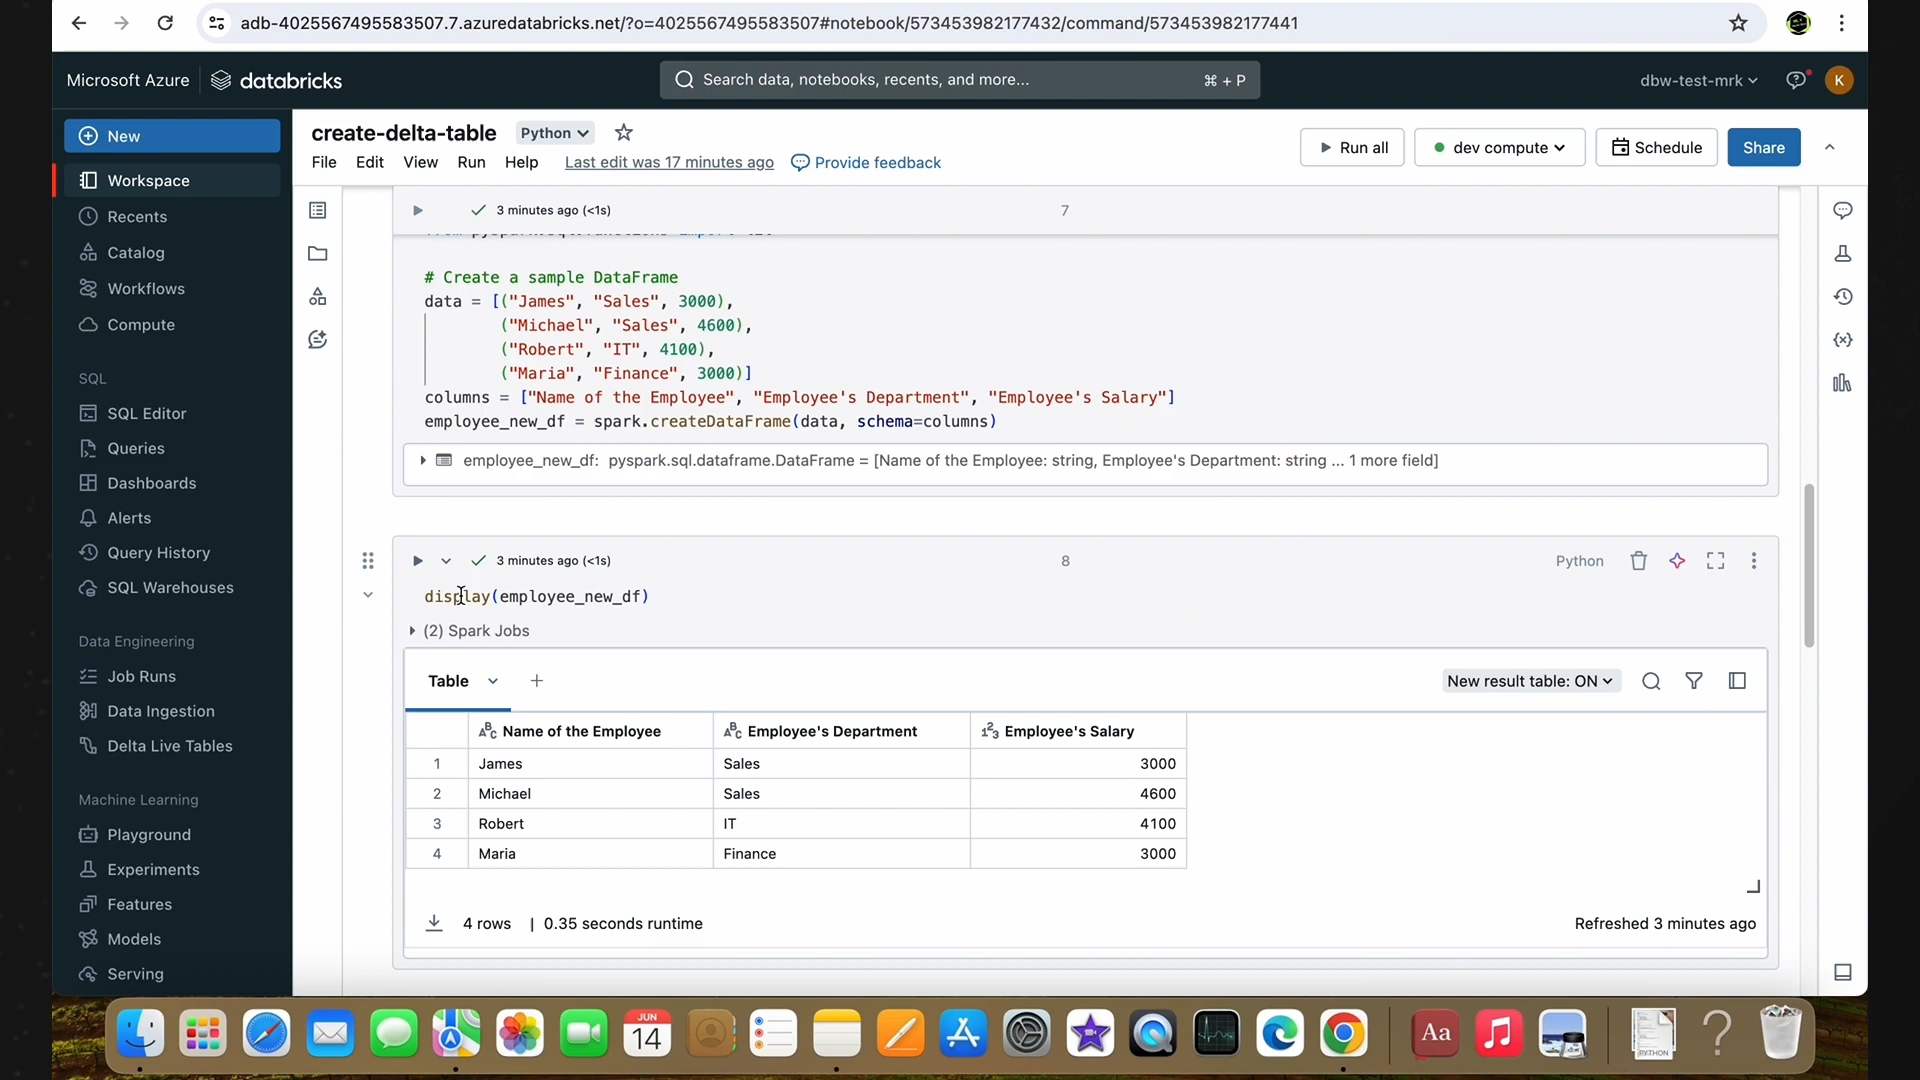 adb-4025567495583507.7.azuredatabricks.net/?o=4025567495583507#notebook/573453982177432/command/573453982177441
Microsoft Azure databricks
Search data, notebooks, recents, and more... ⌘ + P
dbw-test-mrk
K
New
Workspace
Recents
Catalog
Workflows
Compute
SQL
SQL Editor
Queries
Dashboards
Alerts
Query History
SQL Warehouses
Data Engineering
Job Runs
Data Ingestion
Delta Live Tables
Machine Learning
Playground
Experiments
Features
Models
Serving
create-delta-table Python
File Edit View Run Help Last edit was 17 minutes ago Provide feedback
Run all dev compute Schedule Share
3 minutes ago (<1s) 7
# Create a sample DataFrame
data = [("James", "Sales", 3000),
("Michael", "Sales", 4600),
("Robert", "IT", 4100),
("Maria", "Finance", 3000)]
columns = ["Name of the Employee", "Employee's Department", "Employee's Salary"]
employee_new_df = spark.createDataFrame(data, schema=columns)
employee_new_df: pyspark.sql.dataframe.DataFrame = [Name of the Employee: string, Employee's Department: string ... 1 more field]
3 minutes ago (<1s) 8 Python
display(employee_new_df)
(2) Spark Jobs
Table + New result table: ON
Name of the Employee Employee's Department Employee's Salary
1 James Sales 3000
2 Michael Sales 4600
3 Robert IT 4100
4 Maria Finance 3000
4 rows | 0.35 seconds runtime Refreshed 3 minutes ago
JUN
14
Aa
PYTHON